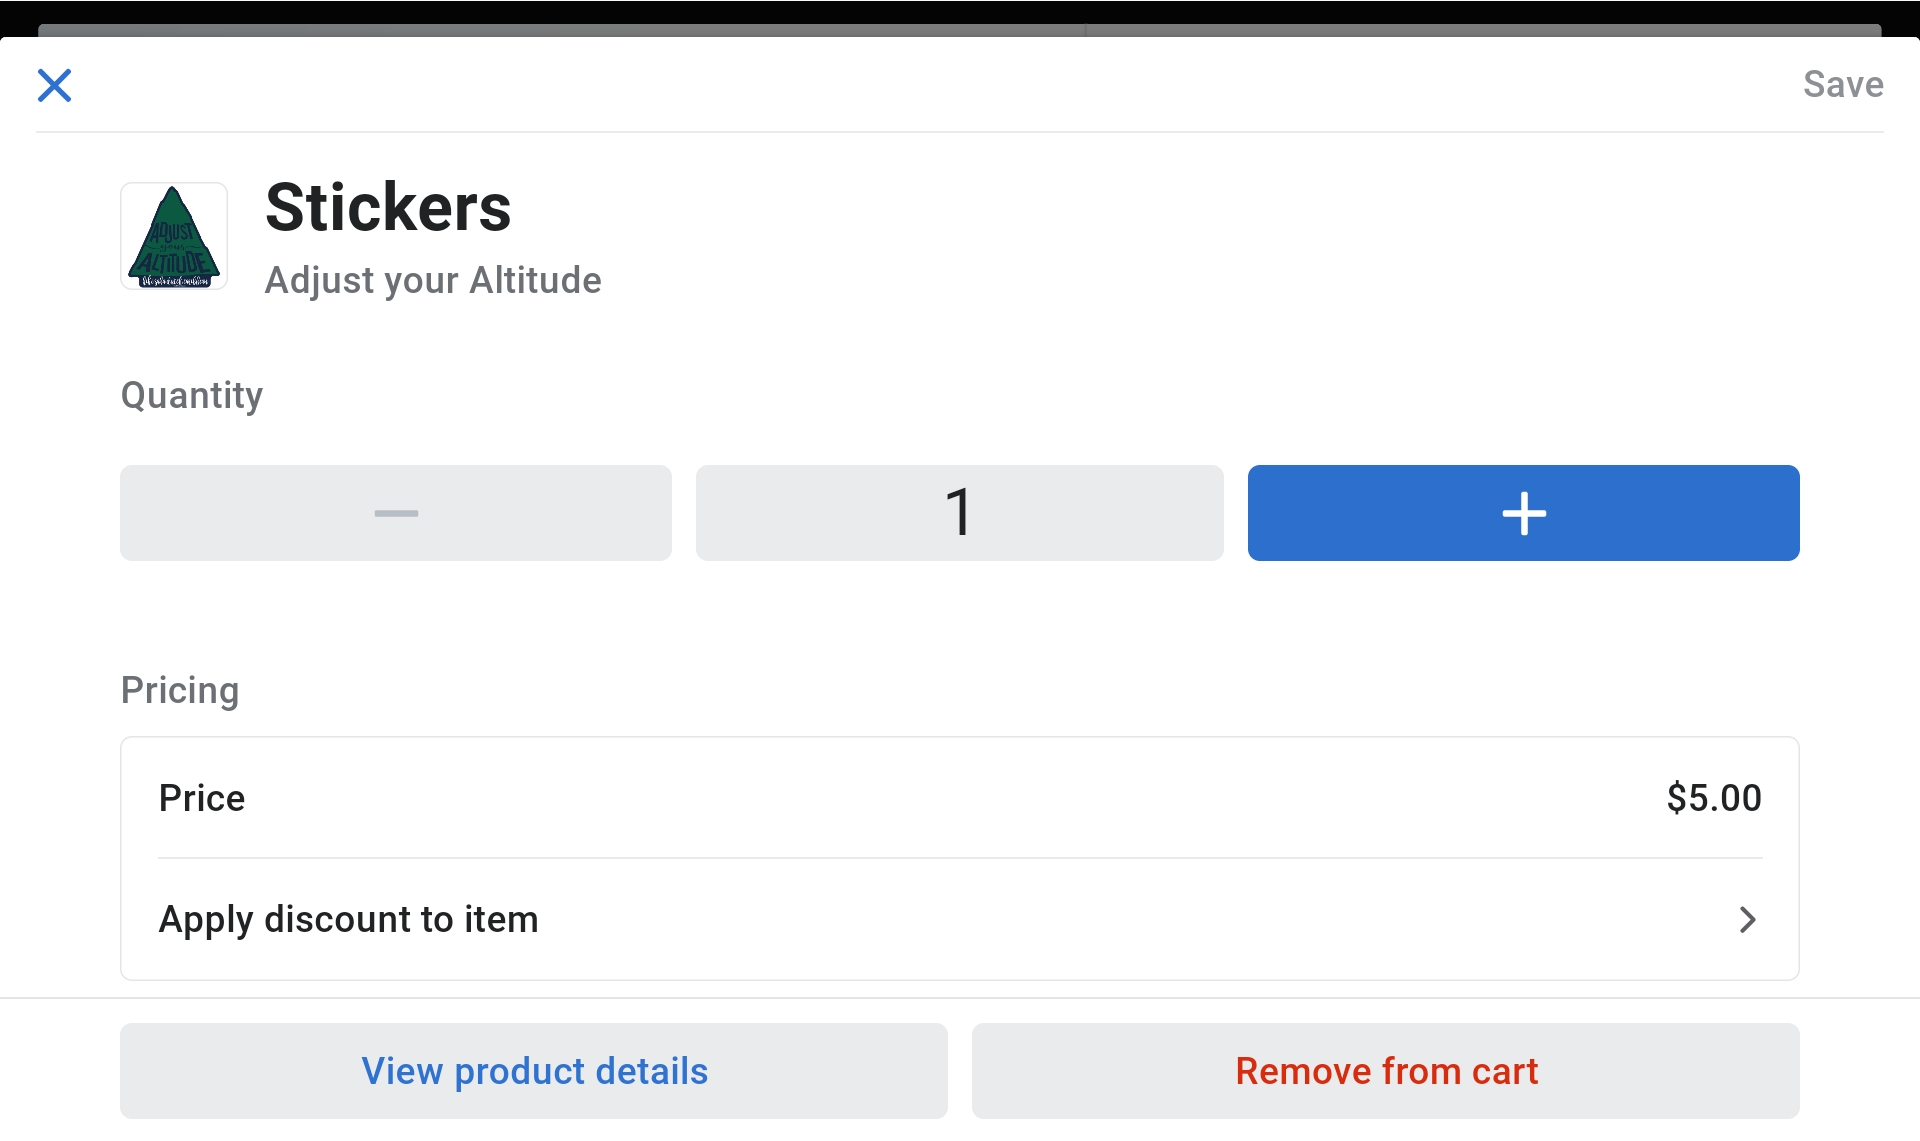 Save
Stickers
Adjust your Altitude
ADJUST
your
ALTITUDE
Quantity
1
Pricing
Price
$5.00
Apply discount to item
View product details
Remove from cart